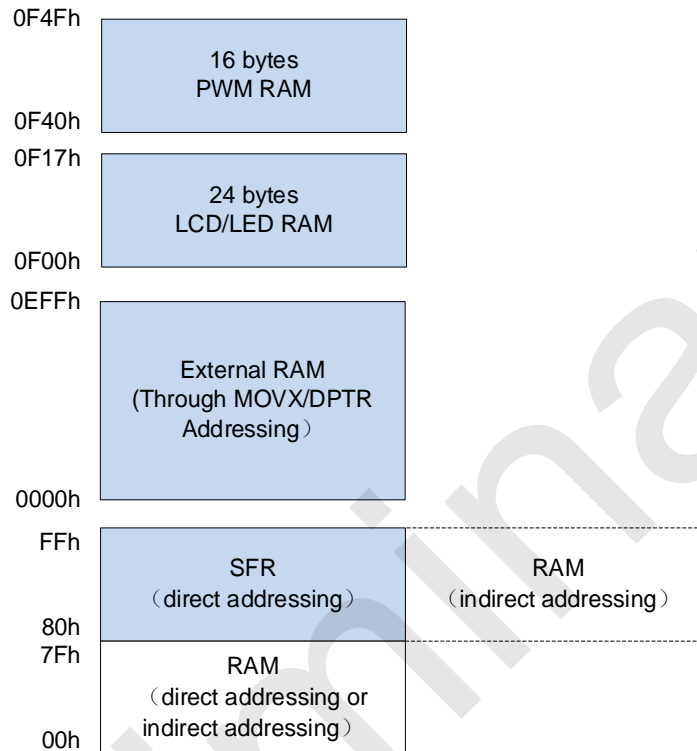 0F4Fh
16 bytes
PWM RAM
0F40h
0F17h
24 bytes
LCD/LED RAM
0F00h
0EFFh
External RAM
(Through MOVX/DPTR
Addressing）
0000h
FFh
SFR
（direct addressing）
RAM
（indirect addressing）
80h
7Fh
RAM
（direct addressing or
indirect addressing）
00h